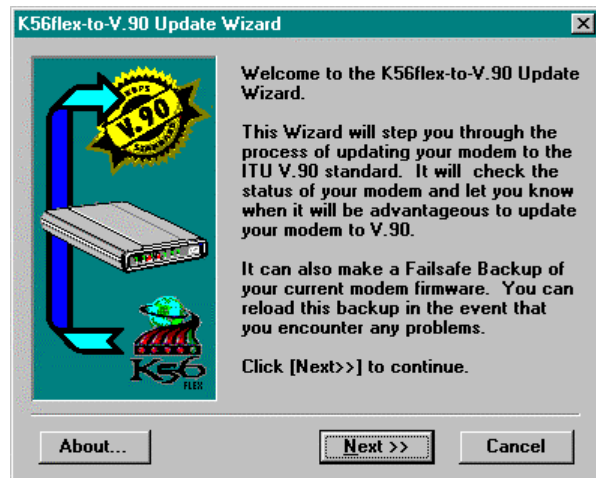 K56flex-to-V.90 Update Wizard
KBPS
V.90
STANDARD
K56
FLEX
Welcome to the K56flex-to-V.90 Update
Wizard.
This Wizard will step you through the
process of updating your modem to the
ITU V.90 standard.  It will  check the
status of your modem and let you know
when it will be advantageous to update
your modem to V.90.
It can also make a Failsafe Backup of
your current modem firmware.  You can
reload this backup in the event that
you encounter any problems.
Click [Next>>] to continue.
About...
Next >>
Cancel